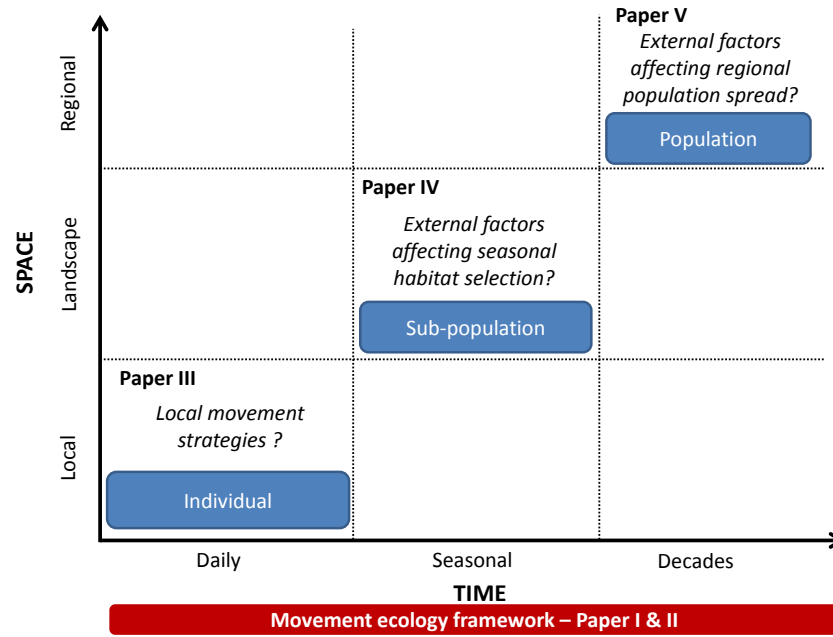 Paper V
External factors
affecting regional
population spread?
Population
Regional
Paper IV
External factors
affecting seasonal
habitat selection?
Sub-population
Landscape
SPACE
Paper III
Local movement
strategies ?
Individual
Local
Daily
Seasonal
Decades
TIME
Movement ecology framework – Paper I & II